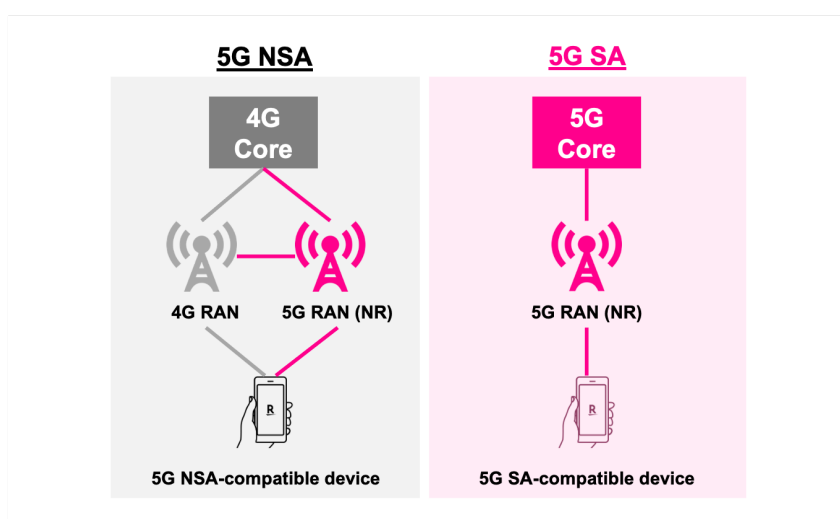 5G NSA
4G
Core
4G RAN
5G RAN (NR)
R
5G NSA-compatible device
5G SA
5G
Core
5G RAN (NR)
R
5G SA-compatible device